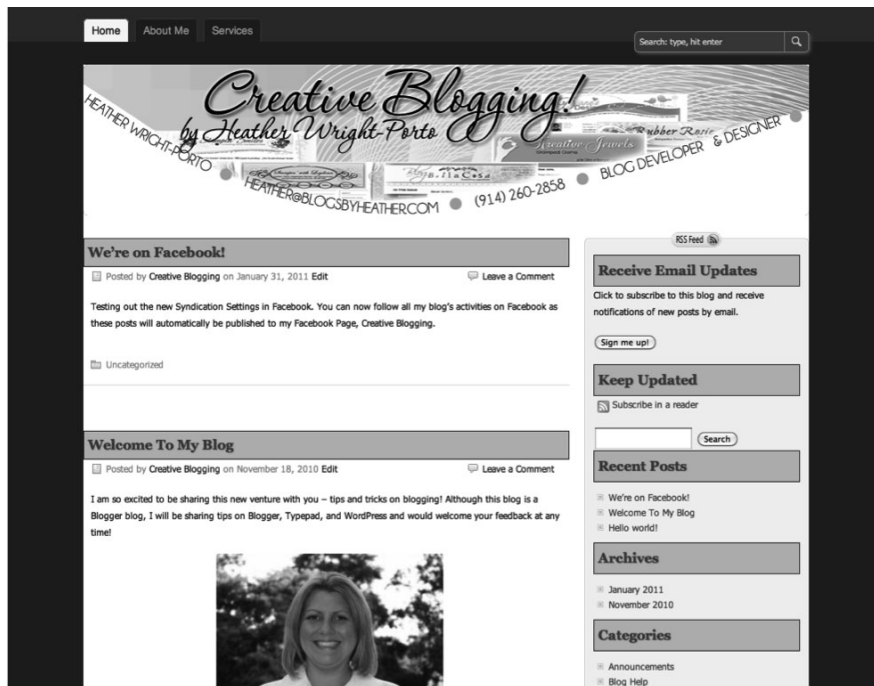 Home About Me Services
Search: type, hit enter
Creative Blogging!
by Heather Wright-Porto
HEATHER WRIGHT-PORTO HEATHER@BLOGSBYHEATHER.COM (914) 260-2858 BLOG DEVELOPER & DESIGNER
Rubber Rosie
Kreative Jewels
Bella Casa
We're on Facebook!
Posted by Creative Blogging on January 31, 2011 Edit
Leave a Comment
Testing out the new Syndication Settings in Facebook. You can now follow all my blog's activities on Facebook as
these posts will automatically be published to my Facebook Page, Creative Blogging.
Uncategorized
Welcome To My Blog
Posted by Creative Blogging on November 18, 2010 Edit
Leave a Comment
I am so excited to be sharing this new venture with you – tips and tricks on blogging! Although this blog is a
Blogger blog, I will be sharing tips on Blogger, Typepad, and WordPress and would welcome your feedback at any
time!
RSS Feed
Receive Email Updates
Click to subscribe to this blog and receive
notifications of new posts by email.
Sign me up!
Keep Updated
Subscribe in a reader
Search
Recent Posts
We're on Facebook!
Welcome To My Blog
Hello world!
Archives
January 2011
November 2010
Categories
Announcements
Blog Help